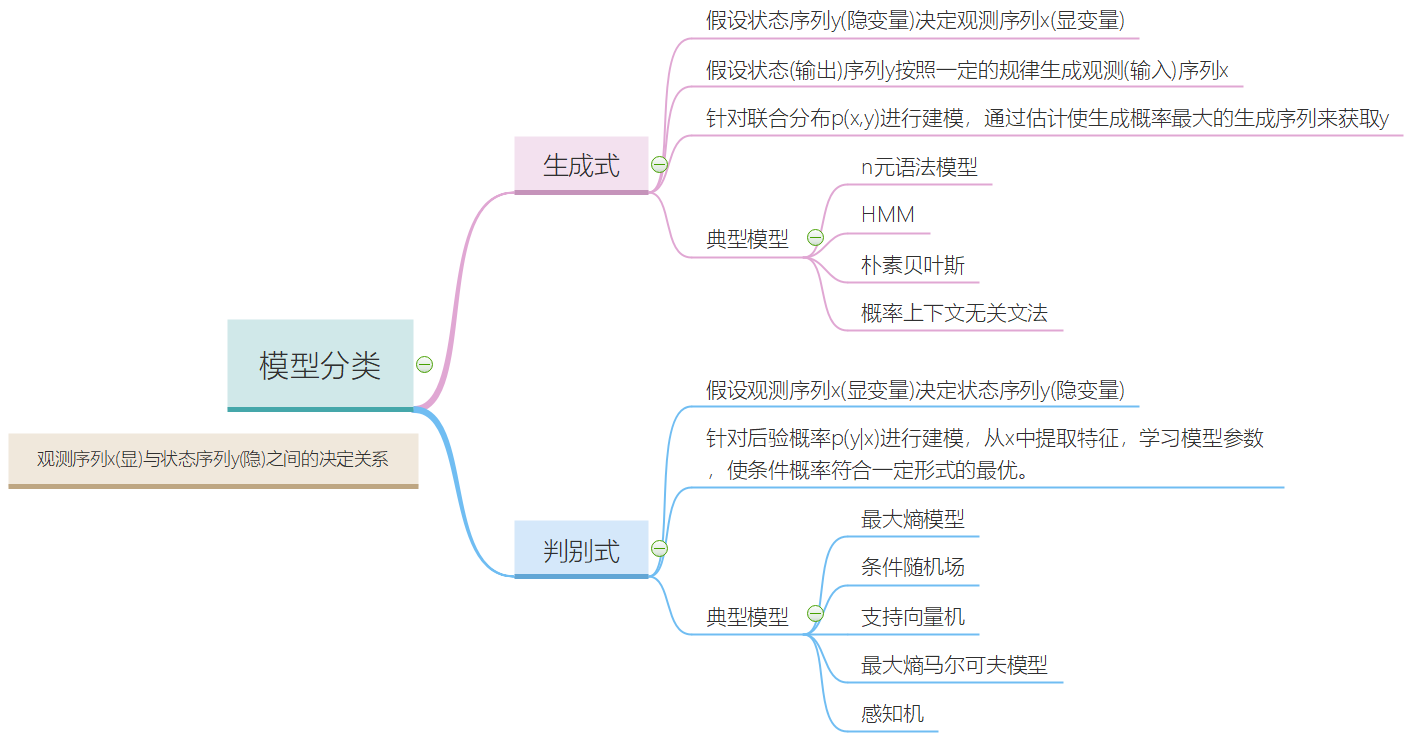 模型分类
观测序列x(显)与状态序列y(隐)之间的决定关系
生成式
假设状态序列y(隐变量)决定观测序列x(显变量)
假设状态(输出)序列y按照一定的规律生成观测(输入)序列x
针对联合分布p(x,y)进行建模，通过估计使生成概率最大的生成序列来获取y
典型模型
n元语法模型
HMM
朴素贝叶斯
概率上下文无关文法
判别式
假设观测序列x(显变量)决定状态序列y(隐变量)
针对后验概率p(y|x)进行建模，从x中提取特征，学习模型参数
，使条件概率符合一定形式的最优。
典型模型
最大熵模型
条件随机场
支持向量机
最大熵马尔可夫模型
感知机